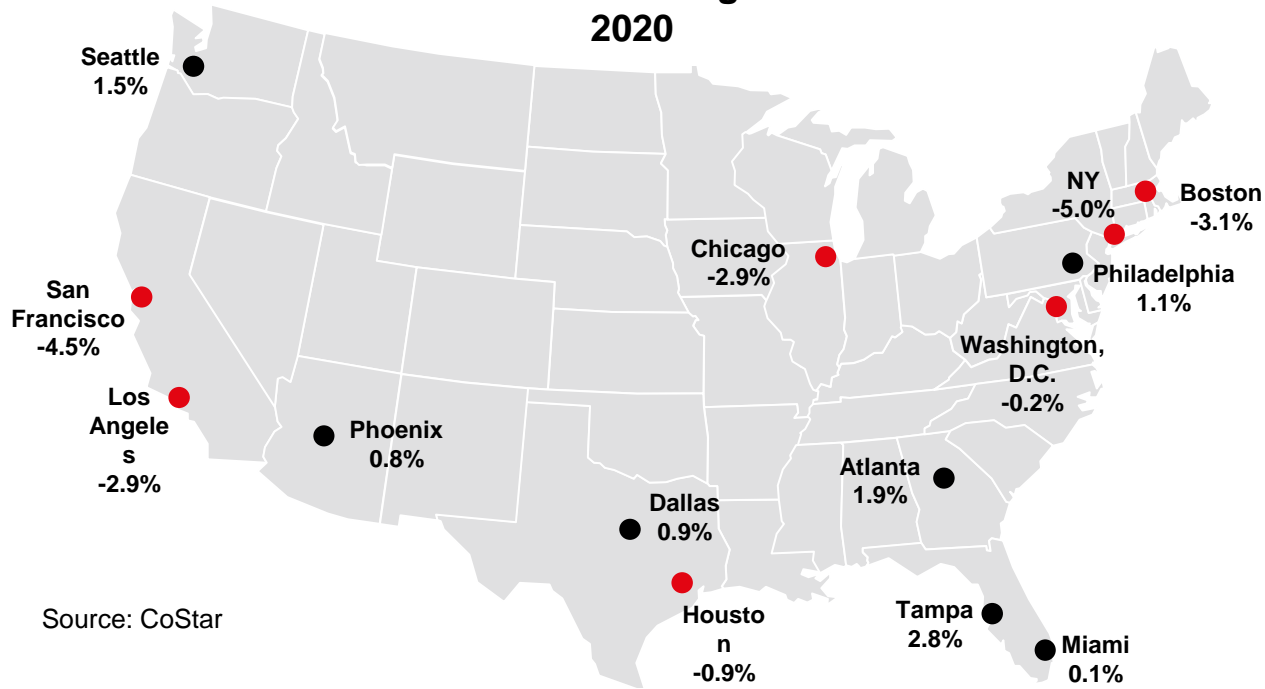 2020
Seattle
1.5%
NY
-5.0%
Boston
-3.1%
Chicago
-2.9%
Philadelphia
1.1%
San
Francisco
-4.5%
Washington,
D.C.
-0.2%
Los
Angele
s
-2.9%
Phoenix
0.8%
Atlanta
1.9%
Dallas
0.9%
Source: CoStar
Housto
n
-0.9%
Tampa
2.8%
Miami
0.1%